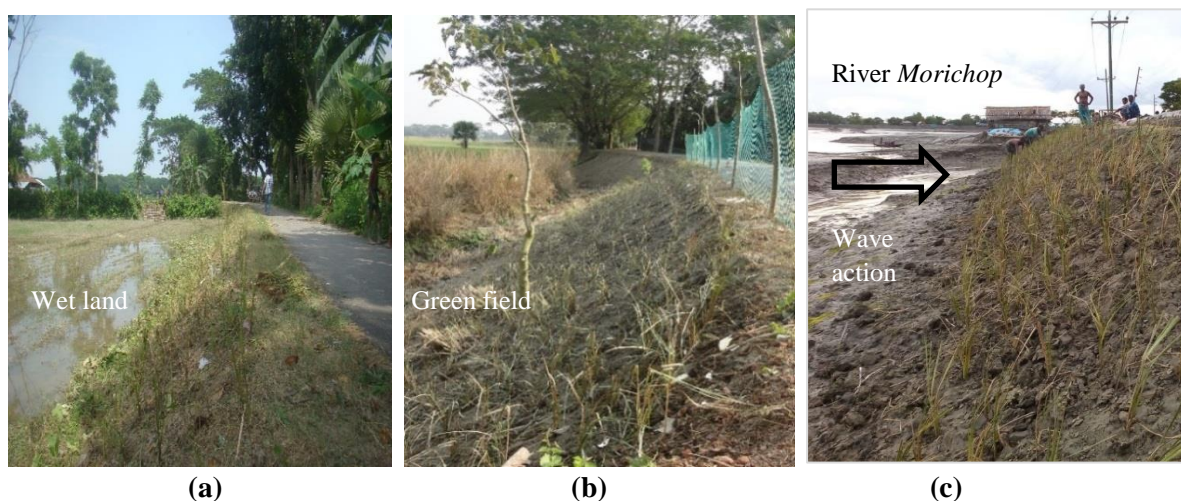 Wet land
Green field
River Morichop
Wave
action
(a)
(b)
(c)